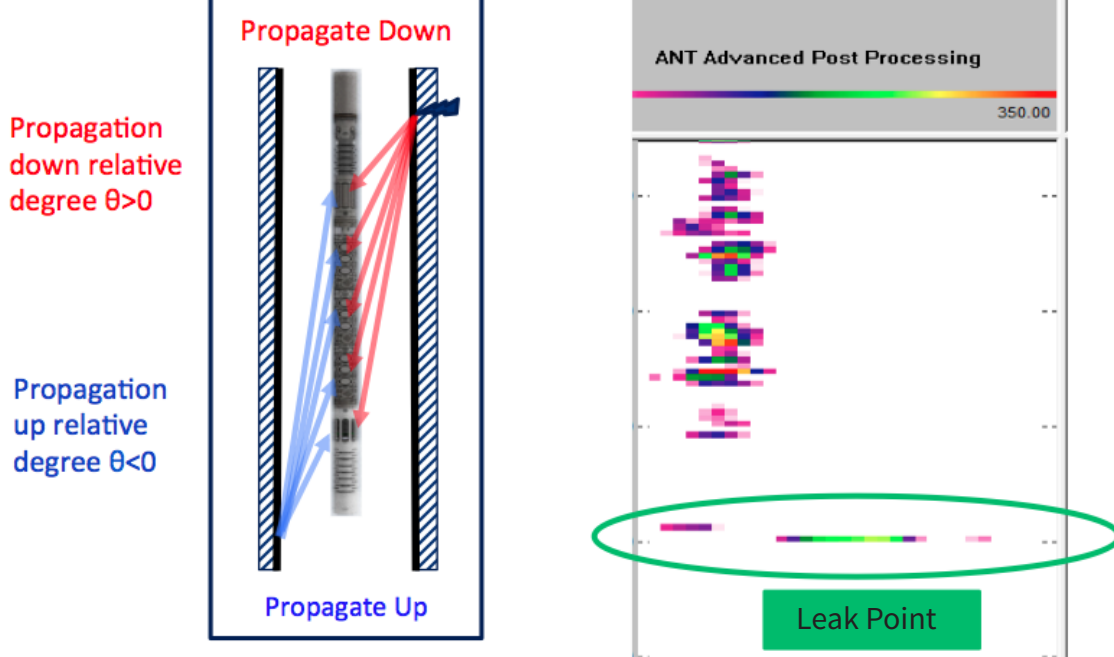 Propagate Down
Propagation
down relative
degree θ>0
Propagation
up relative
degree θ<0
Propagate Up
ANT Advanced Post Processing
350.00
Leak Point